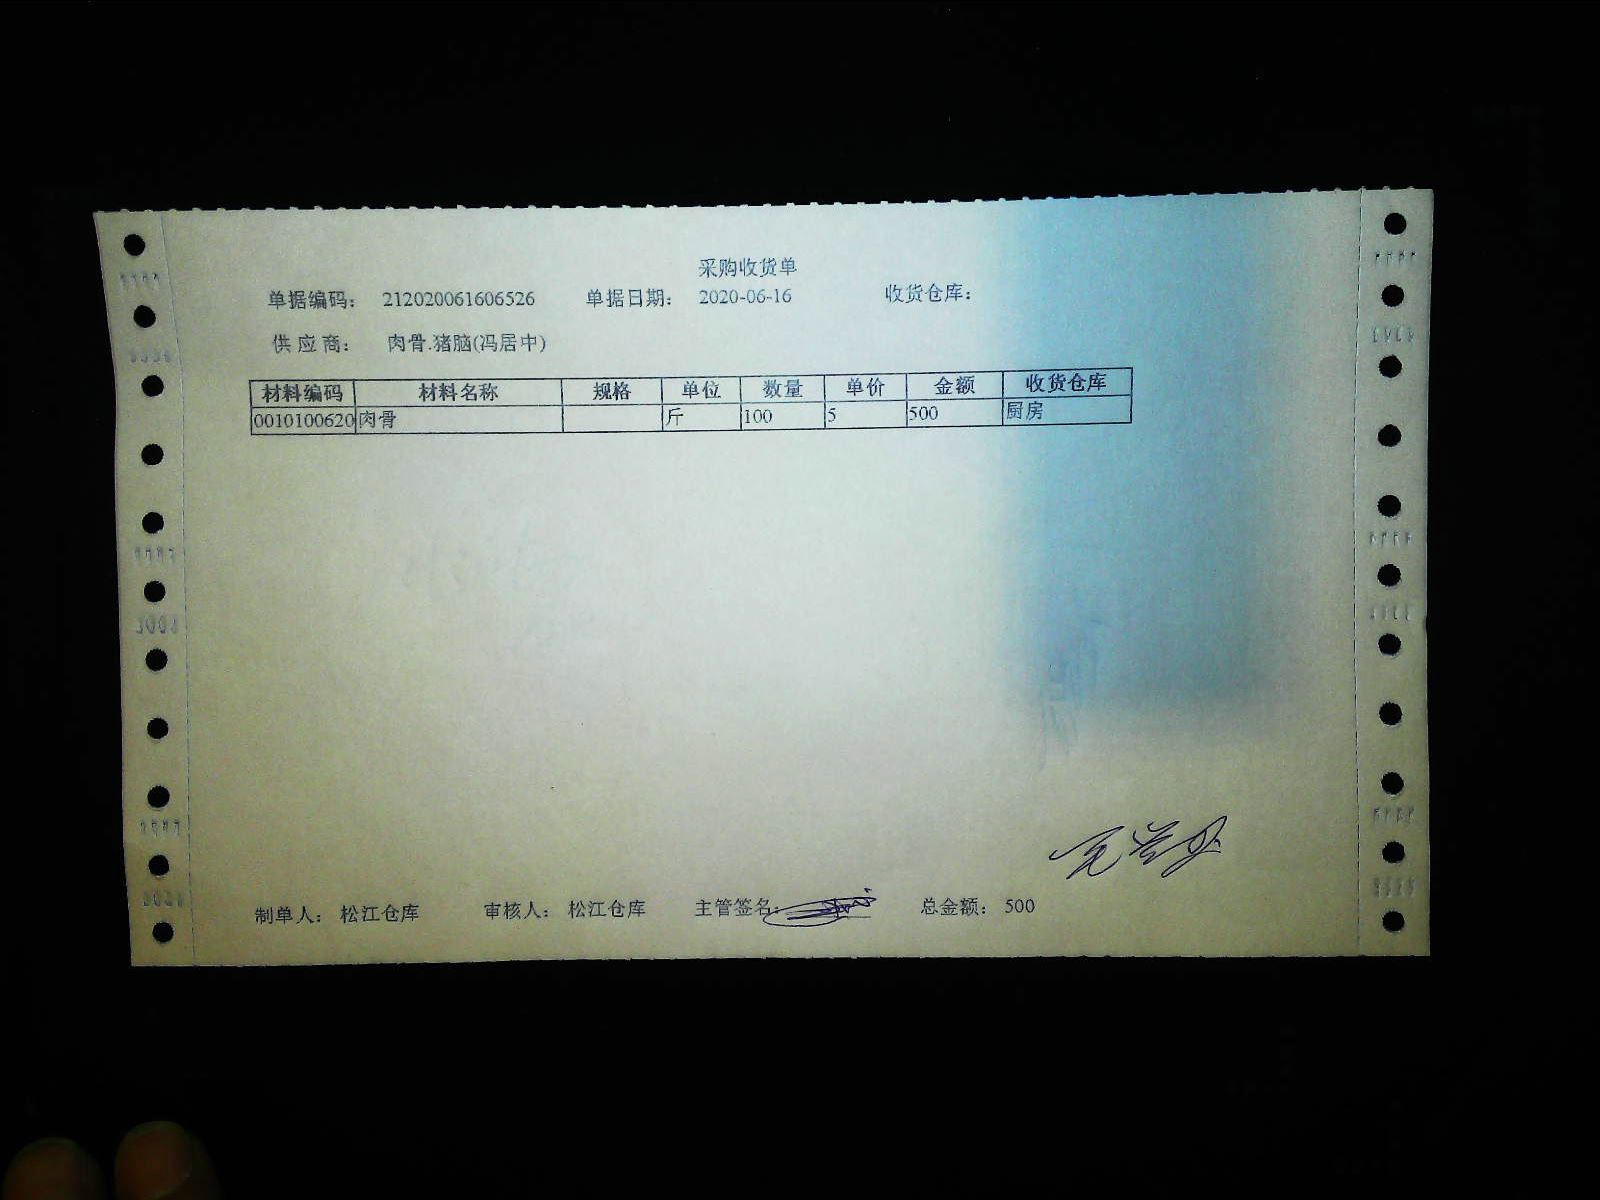 采购收货单
单据编码： 212020061606526 单据日期： 2020-06-16 收货仓库：
供 应 商： 肉骨.猪脑(冯居中)
材料编码 材料名称 规格 单位 数量 单价 金额 收货仓库
0010100620 肉骨 斤 100 5 500 厨房
制单人： 松江仓库 审核人： 松江仓库 主管签名： 总金额： 500